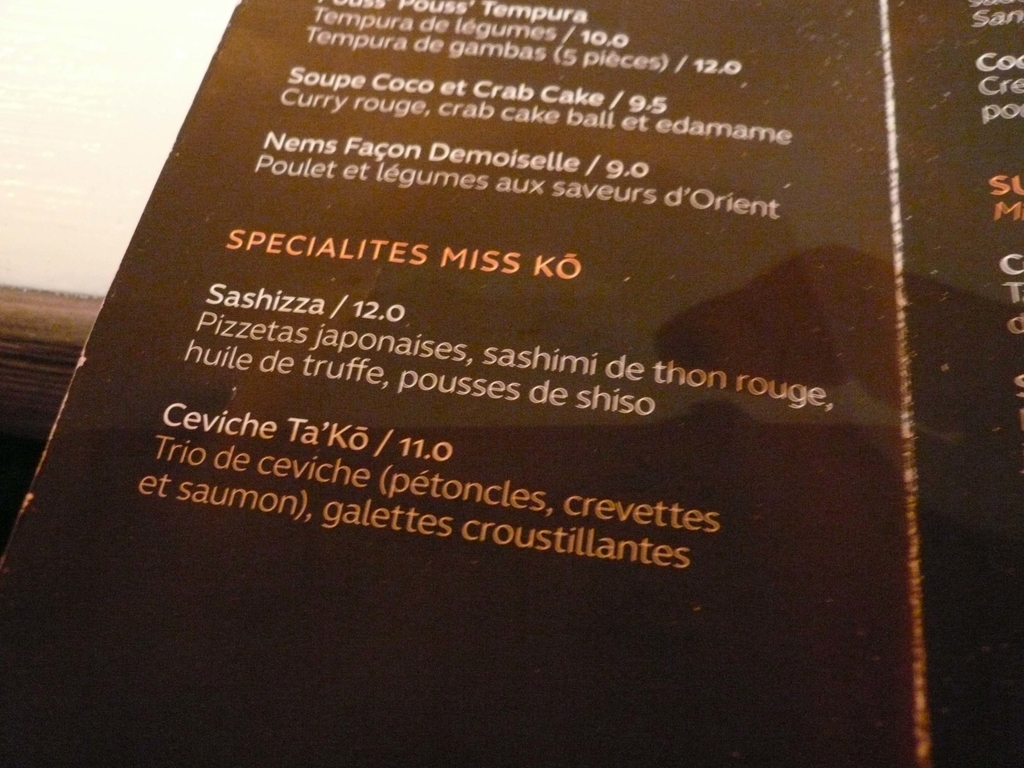 Pouss' Pouss' Tempura
Tempura de légumes / 10.0
Tempura de gambas (5 pièces) / 12.0
Soupe Coco et Crab Cake / 9.5
Curry rouge, crab cake ball et edamame
Nems Façon Demoiselle / 9.0
Poulet et légumes aux saveurs d'Orient
SPECIALITES MISS KŌ
Sashizza / 12.0
Pizzetas japonaises, sashimi de thon rouge,
huile de truffe, pousses de shiso
Ceviche Ta'Kō / 11.0
Trio de ceviche (pétoncles, crevettes
et saumon), galettes croustillantes